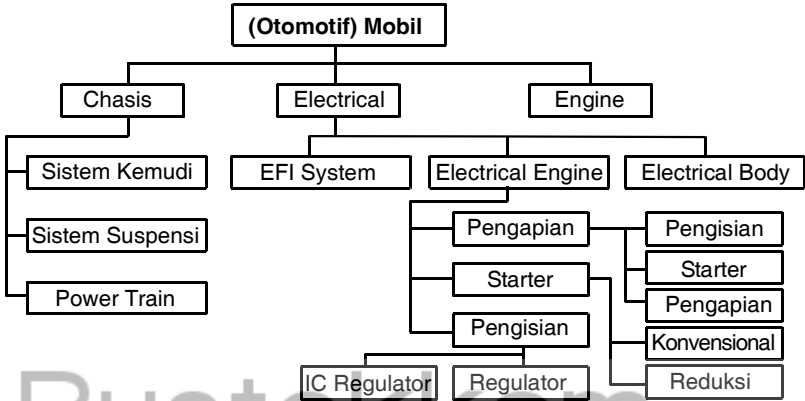 (Otomotif) Mobil
Chasis
Electrical
Engine
Sistem Kemudi
EFI System
Electrical Engine
Electrical Body
Sistem Suspensi
Pengapian
Pengisian
Starter
Starter
Power Train
Pengapian
Pengisian
Konvensional
IC Regulator
Regulator
Reduksi